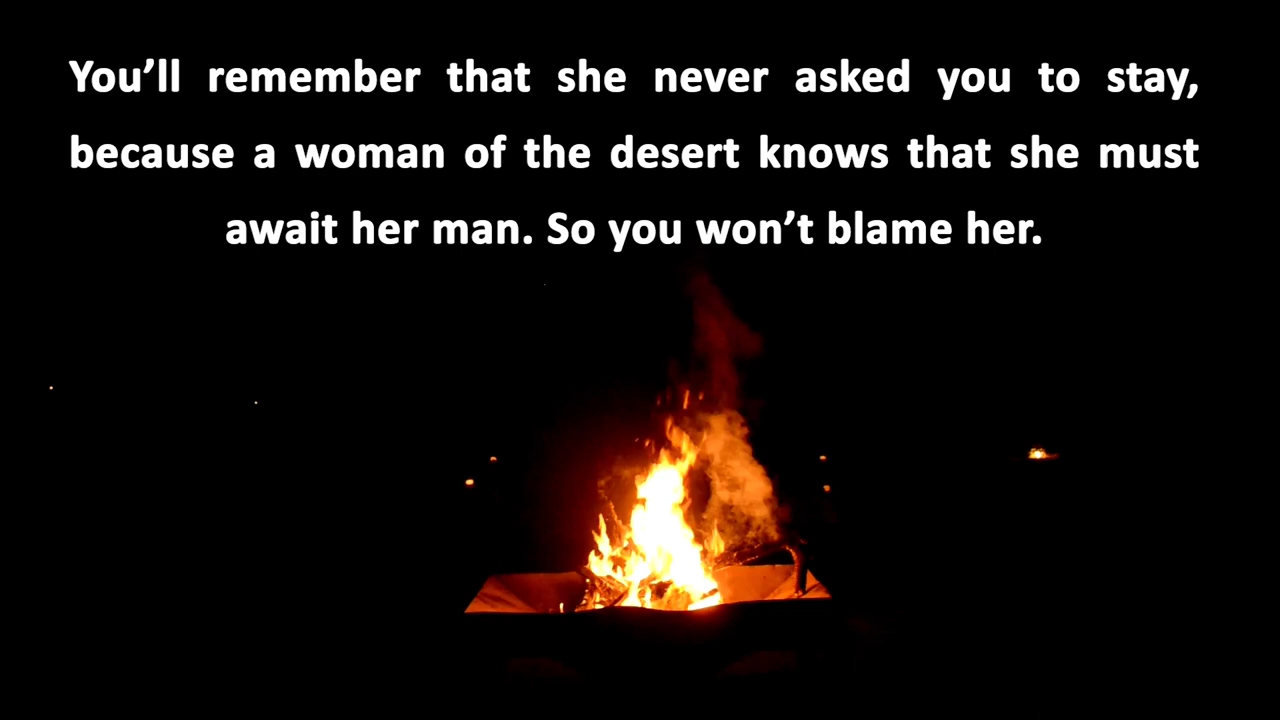 You’ll remember that she never asked you to stay,
because a woman of the desert knows that she must
await her man. So you won’t blame her.